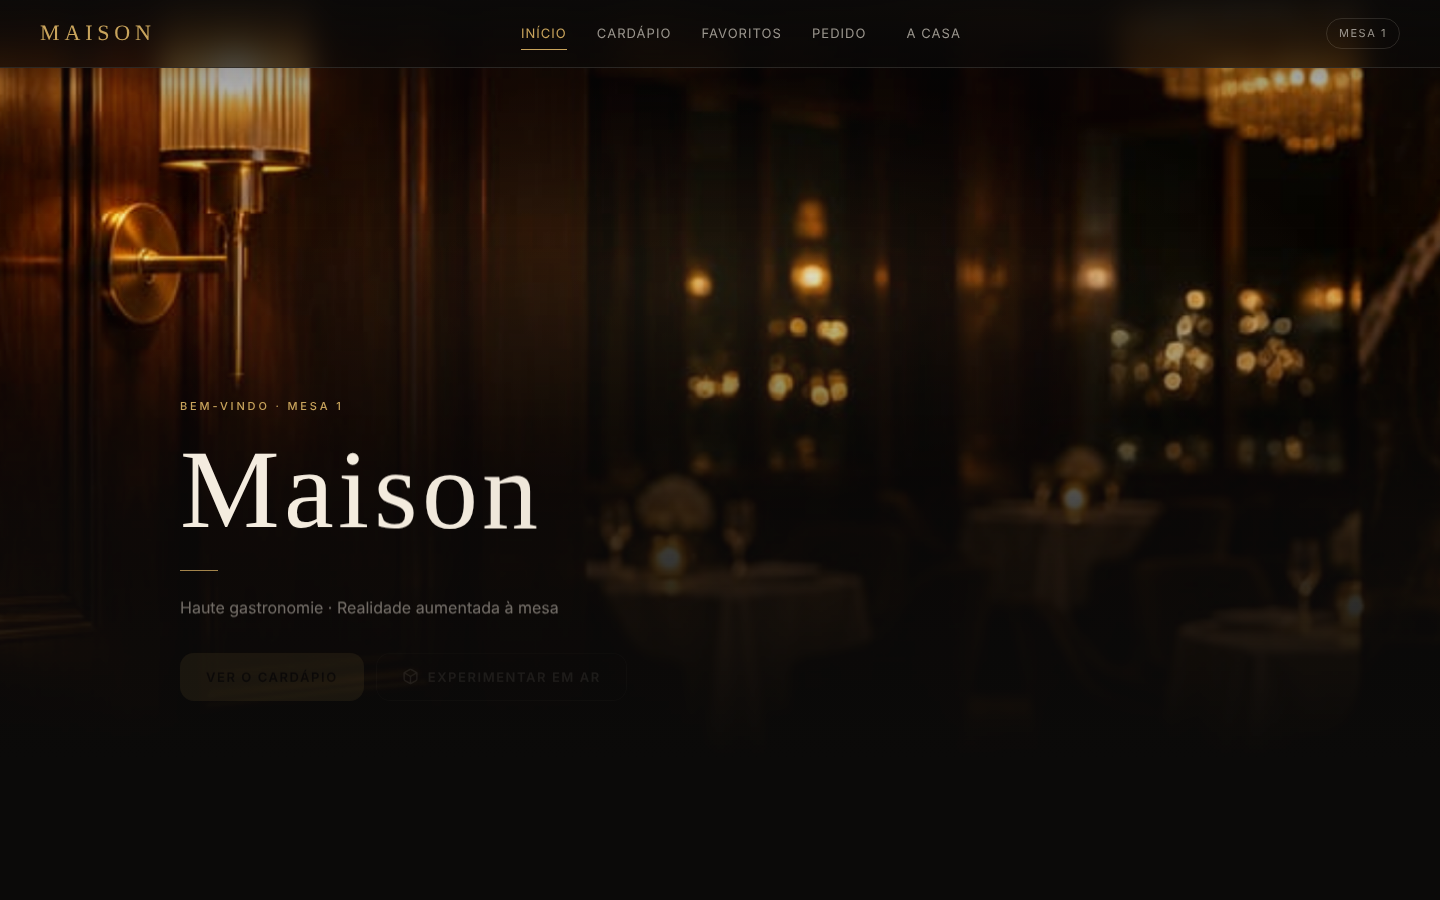 MAISON
INÍCIO CARDÁPIO FAVORITOS PEDIDO A CASA
MESA 1
BEM-VINDO · MESA 1
Maison
Haute gastronomie · Realidade aumentada à mesa
VER O CARDÁPIO EXPERIMENTAR EM AR